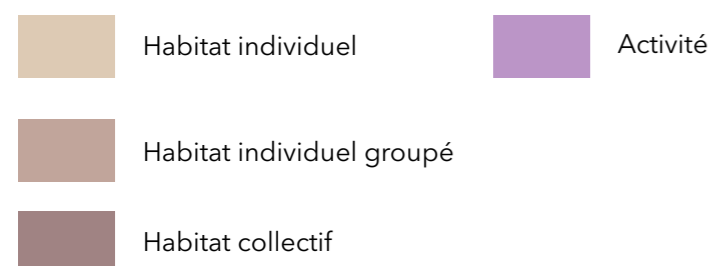 Habitat individuel
Activité
Habitat individuel groupé
Habitat collectif